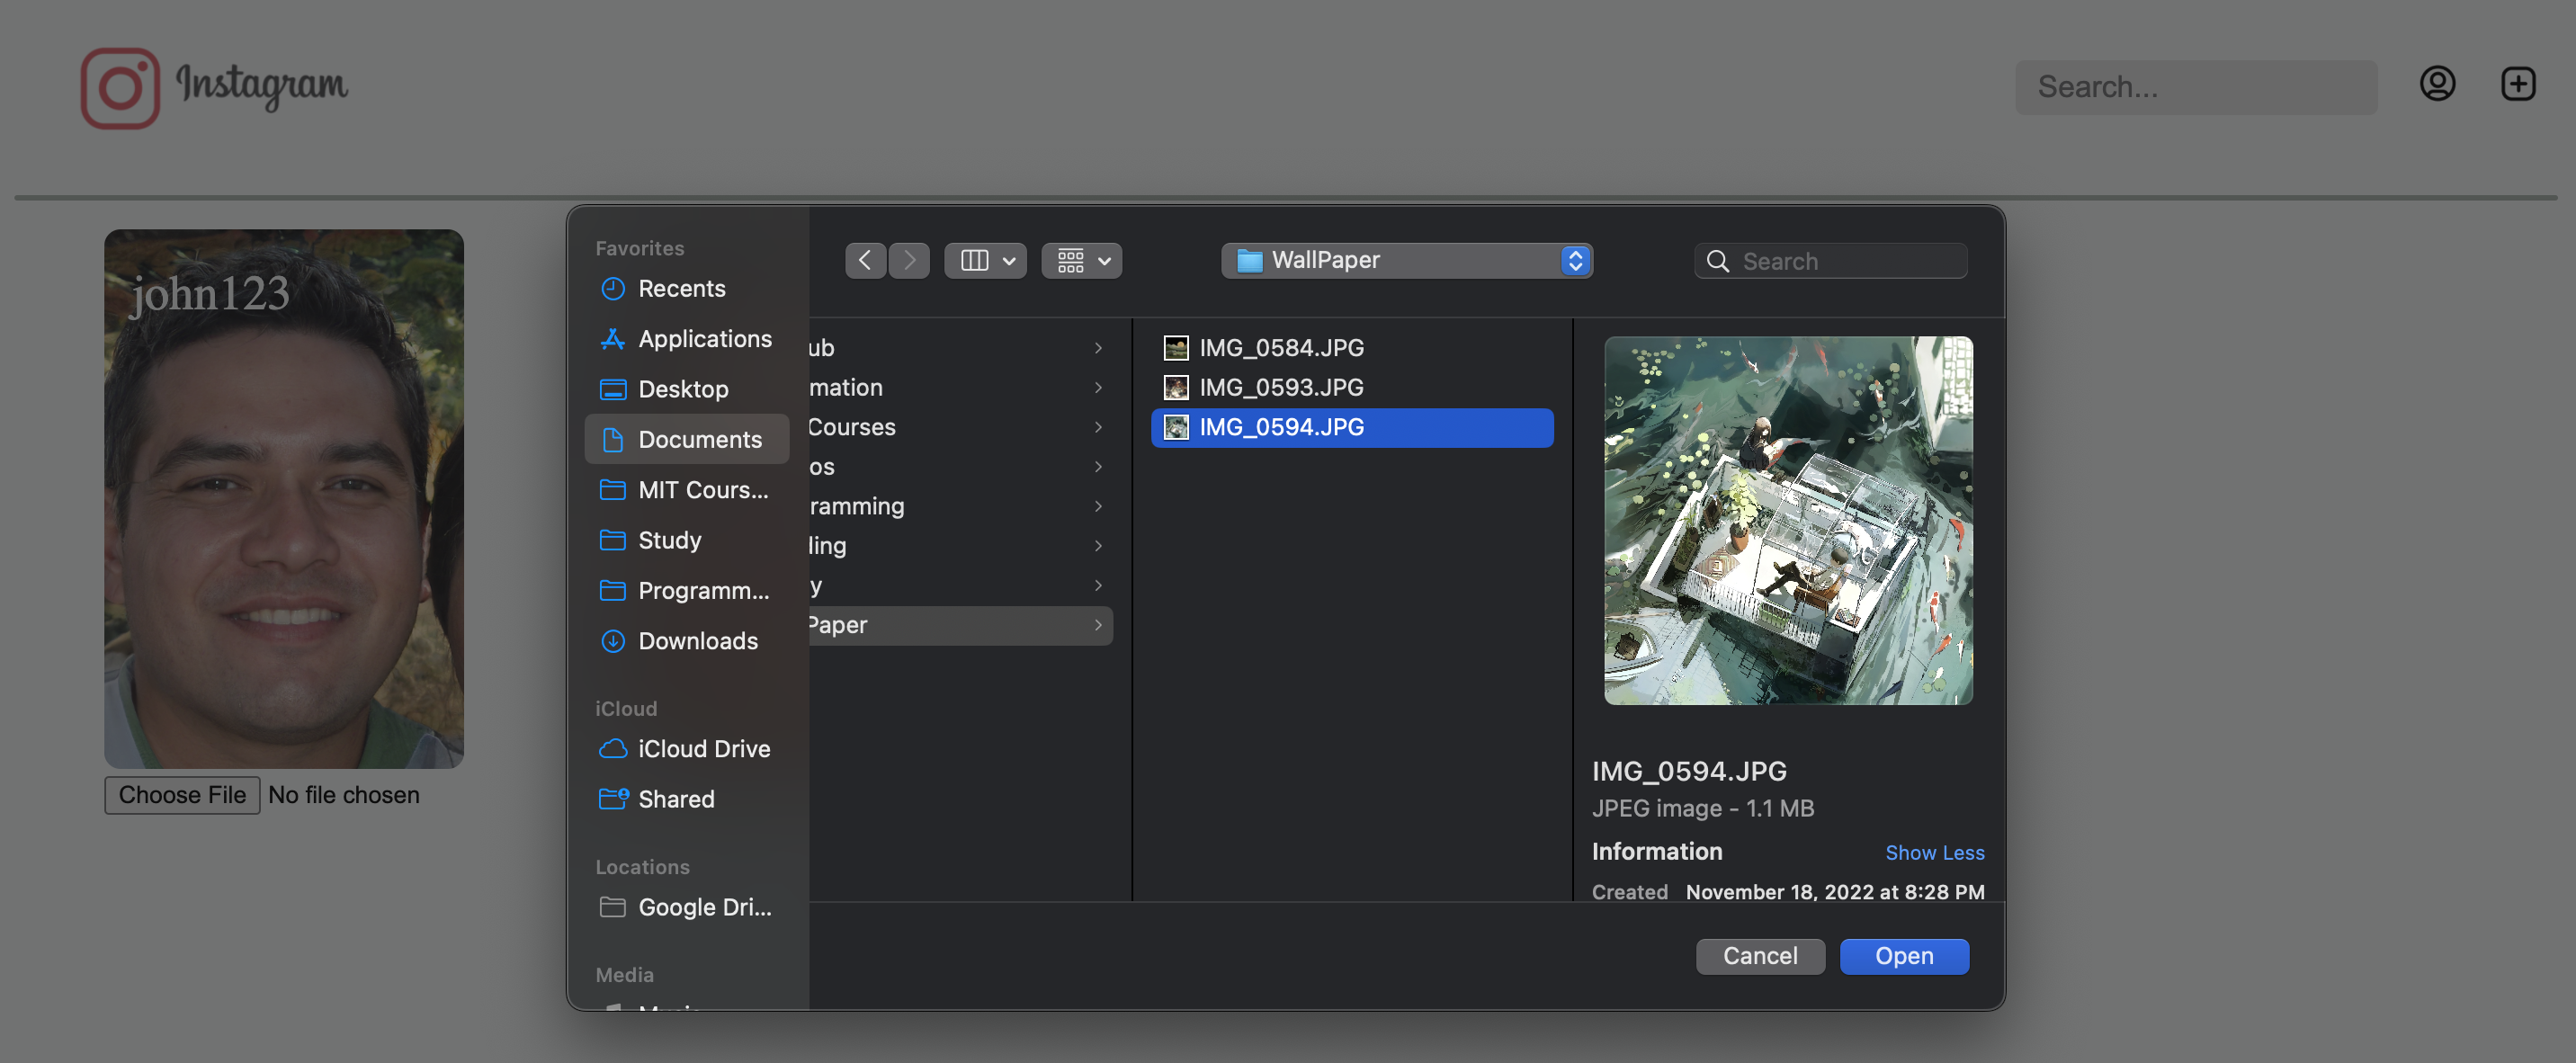 Instagram
Search...
john123
Choose File No file chosen
Favorites
Recents
Applications
Desktop
Documents
MIT Cours...
Study
Programm...
Downloads
iCloud
iCloud Drive
Shared
Locations
Google Dri...
Media
WallPaper
Search
ub
mation
Courses
os
ramming
ling
y
Paper
IMG_0584.JPG
IMG_0593.JPG
IMG_0594.JPG
IMG_0594.JPG
JPEG image - 1.1 MB
Information Show Less
Created November 18, 2022 at 8:28 PM
Cancel Open